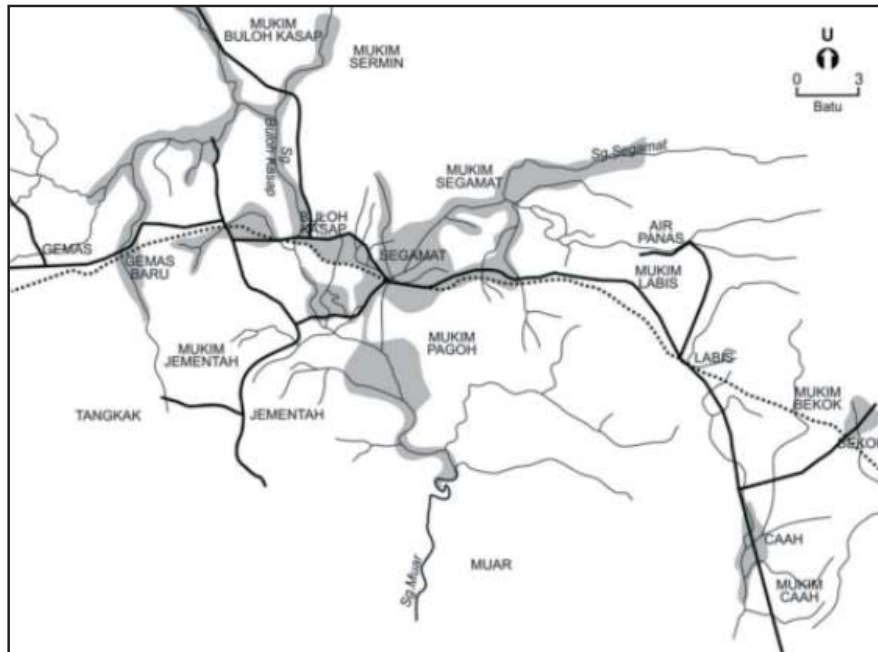 MUKIM
BULOH KASAP
MUKIM
SERMIN
U
0 3
Batu
Sg.
Buloh Kasap
Sg.Segamat
MUKIM
SEGAMAT
BULOH
KASAP
AIR
PANAS
GEMAS
SEGAMAT
GEMAS
BARU
MUKIM
LABIS
MUKIM
JEMENTAH
MUKIM
PAGOH
LABIS
MUKIM
BEKOK
TANGKAK
JEMENTAH
BEKOK
CAAH
MUAR
Sg.Muar
MUKIM
CAAH